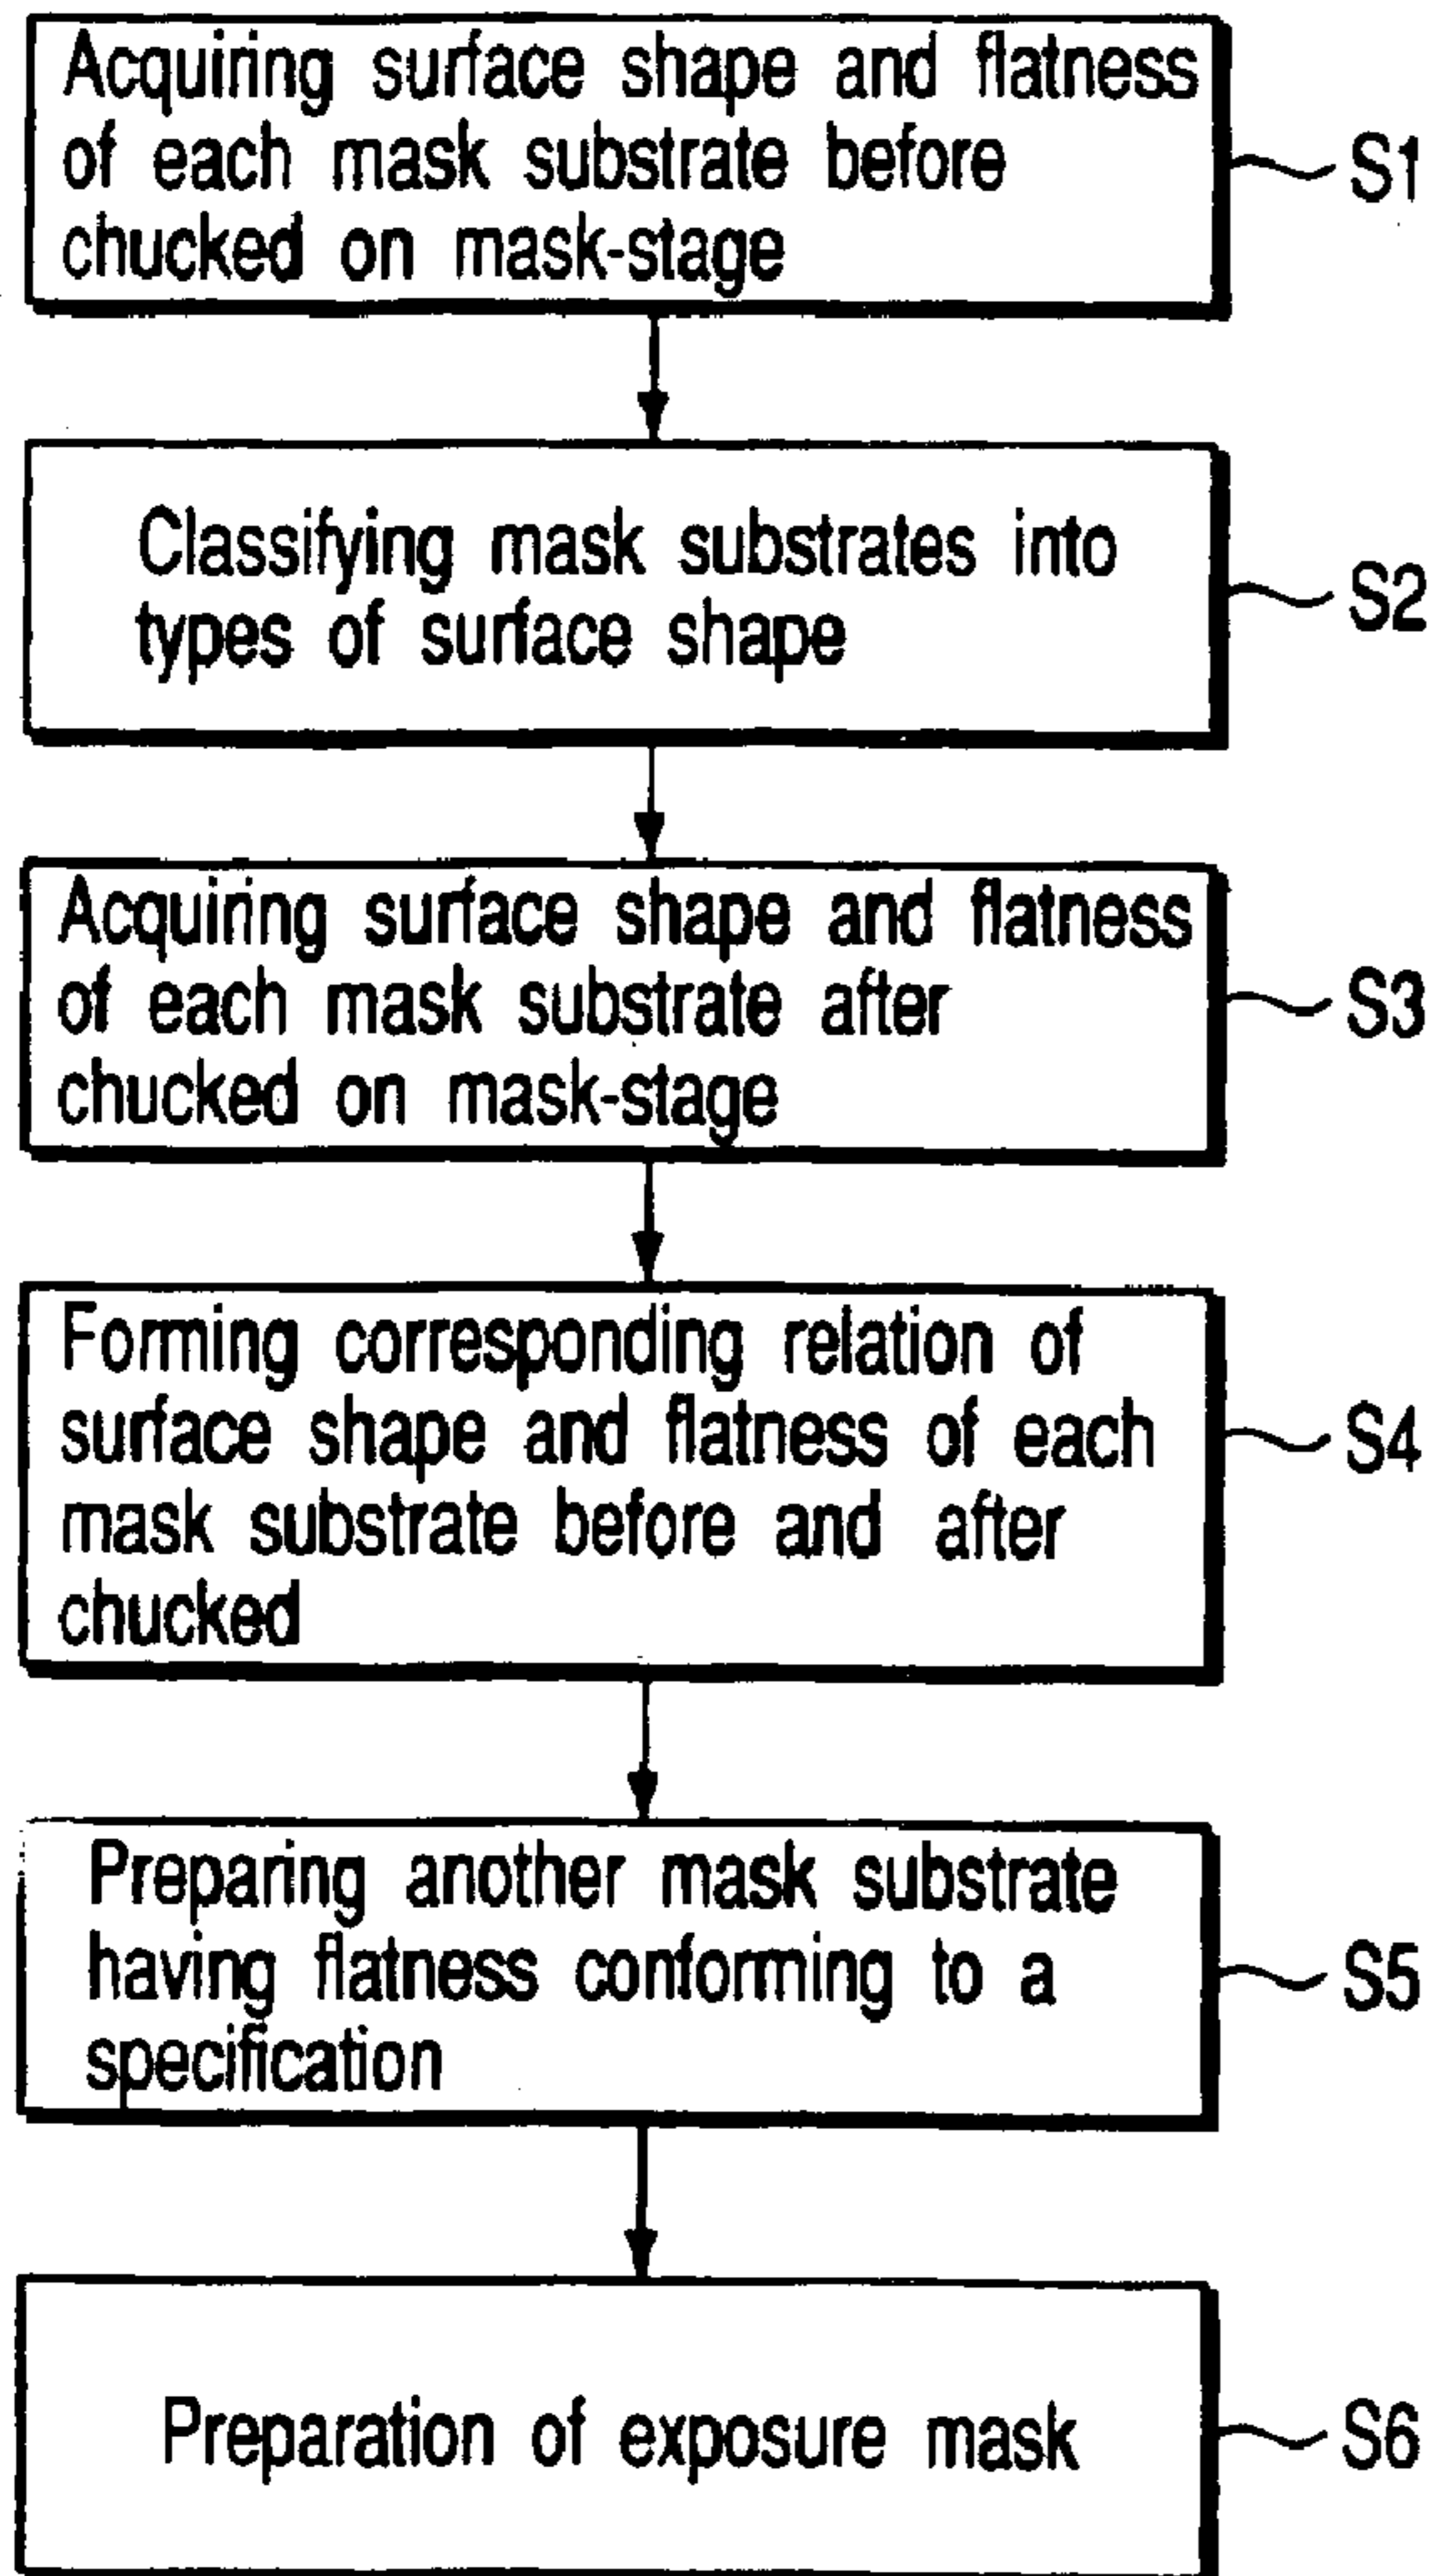 Acquiring surface shape and flatness
of each mask substrate before
chucked on mask-stage
S1
Classifying mask substrates into
types of surface shape
S2
Acquiring surface shape and flatness
of each mask substrate after
chucked on mask-stage
S3
Forming corresponding relation of
surface shape and flatness of each
mask substrate before and after
chucked
S4
Preparing another mask substrate
having flatness conforming to a
specification
S5
Preparation of exposure mask
S6